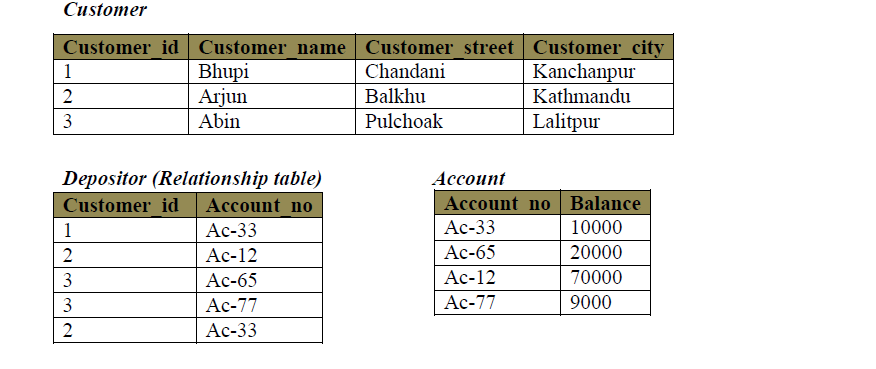 Customer
Customer_id Customer_name Customer_street Customer_city
1 Bhupi Chandani Kanchanpur
2 Arjun Balkhu Kathmandu
3 Abin Pulchoak Lalitpur
Depositor (Relationship table)
Customer_id Account_no
1 Ac-33
2 Ac-12
3 Ac-65
3 Ac-77
2 Ac-33
Account
Account_no Balance
Ac-33 10000
Ac-65 20000
Ac-12 70000
Ac-77 9000